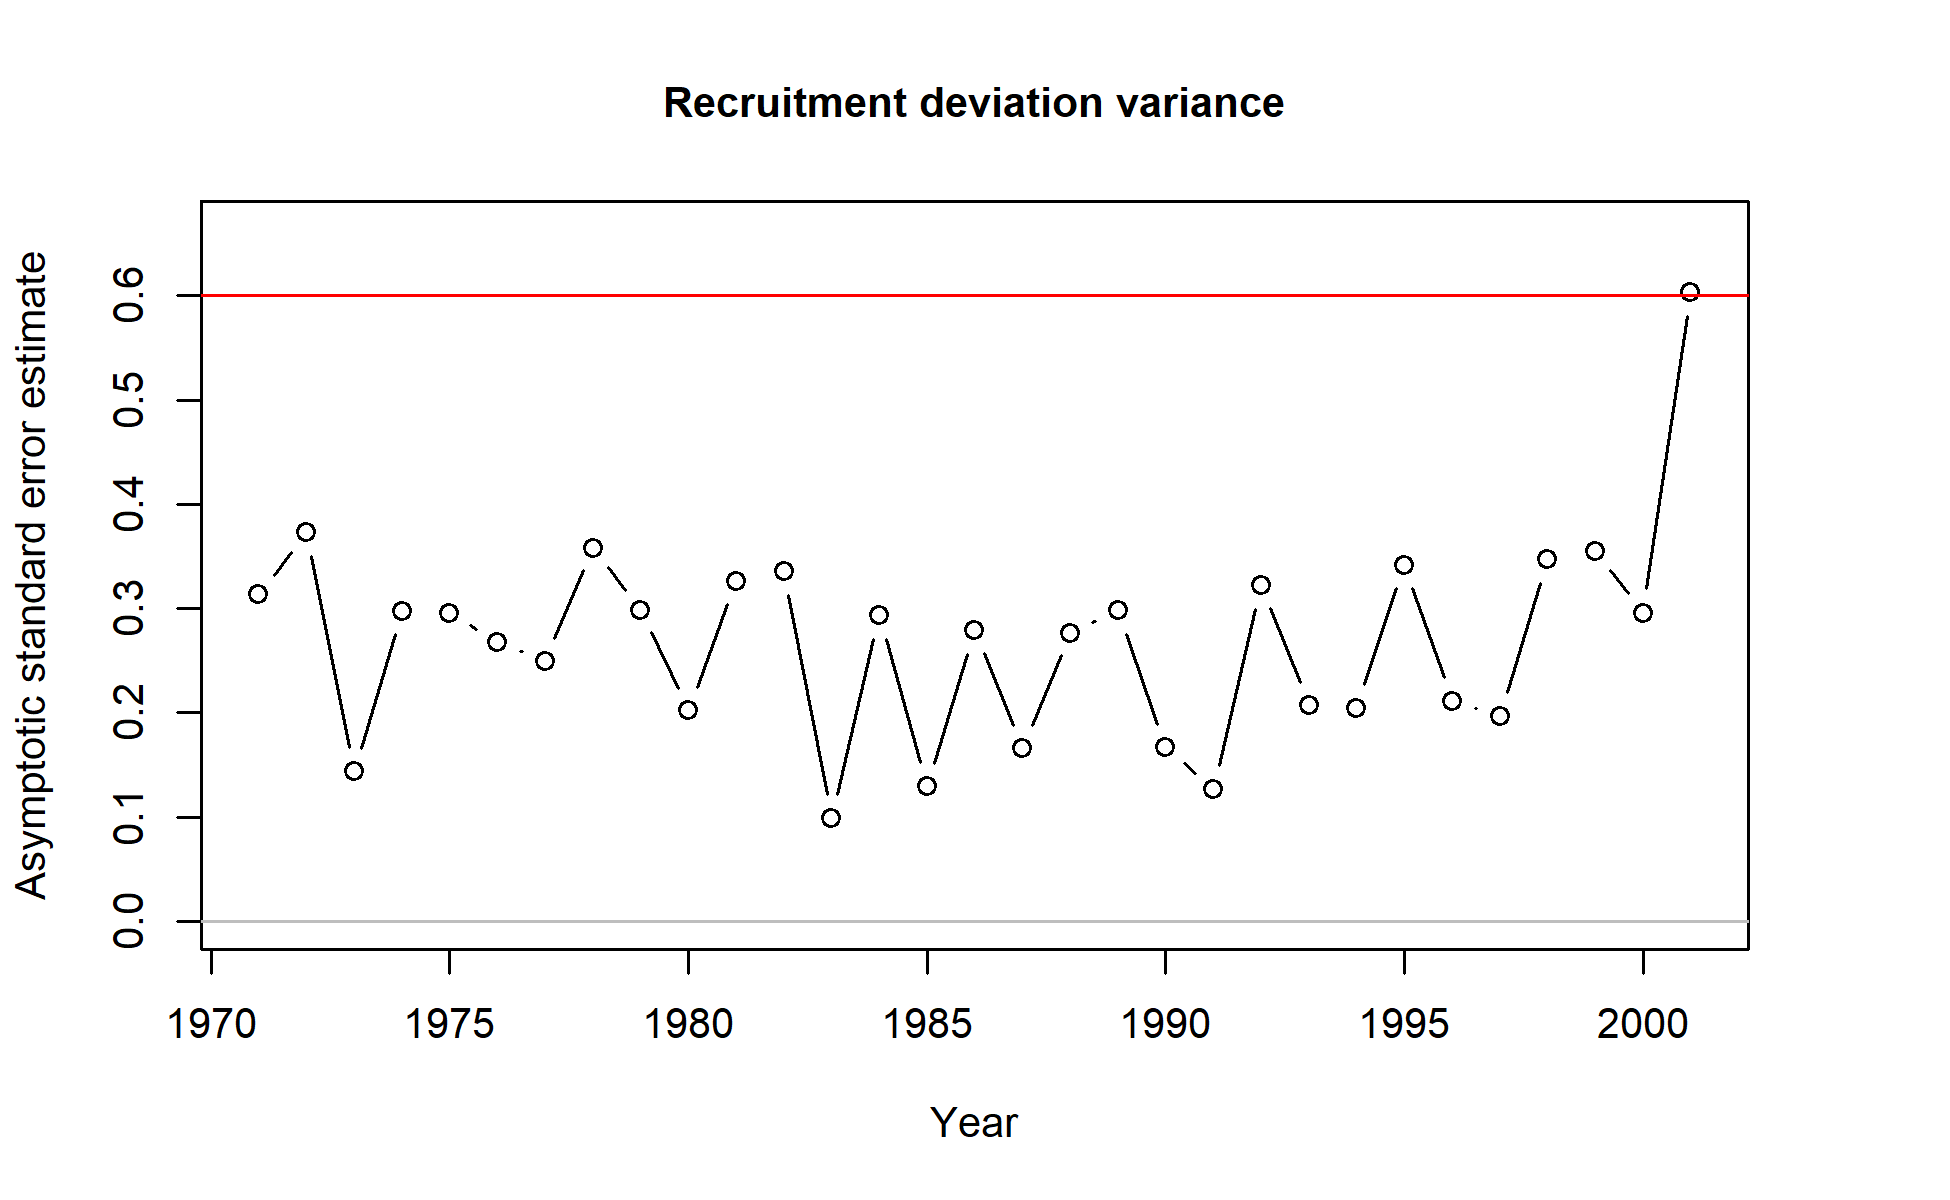 Recruitment deviation variance
Asymptotic standard error estimate
0.6
0.5
0.4
0.3
0.2
0.1
0.0
1970 1975 1980 1985 1990 1995 2000
Year